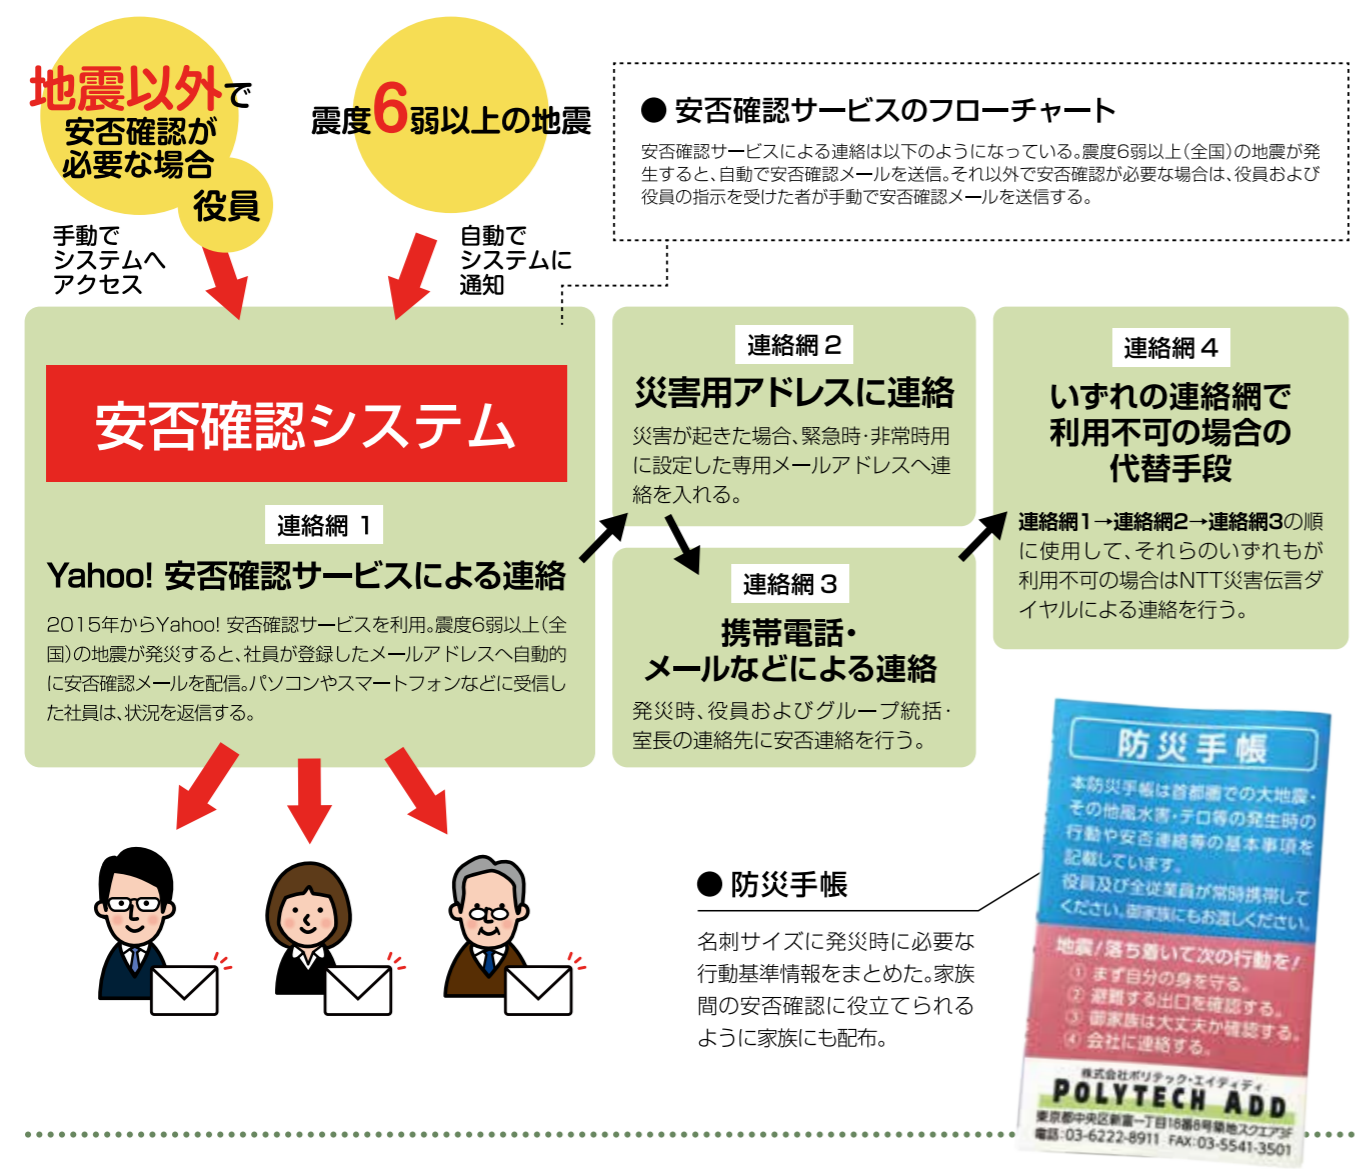 地震以外で
安否確認が
必要な場合
役員
手動で
システムへ
アクセス
震度6弱以上の地震
自動で
システムに
通知
● 安否確認サービスのフローチャート
安否確認サービスによる連絡は以下のようになっている。震度6弱以上(全国)の地震が発
生すると、自動で安否確認メールを送信。それ以外で安否確認が必要な場合は、役員および
役員の指示を受けた者が手動で安否確認メールを送信する。
安否確認システム
連絡網 1
Yahoo! 安否確認サービスによる連絡
2015年からYahoo! 安否確認サービスを利用。震度6弱以上(全
国)の地震が発災すると、社員が登録したメールアドレスへ自動的
に安否確認メールを配信。パソコンやスマートフォンなどに受信し
た社員は、状況を返信する。
連絡網 2
災害用アドレスに連絡
災害が起きた場合、緊急時・非常時用
に設定した専用メールアドレスへ連
絡を入れる。
連絡網 3
携帯電話・
メールなどによる連絡
発災時、役員およびグループ統括・
室長の連絡先に安否連絡を行う。
連絡網 4
いずれの連絡網で
利用不可の場合の
代替手段
連絡網1→連絡網2→連絡網3の順
に使用して、それらのいずれもが
利用不可の場合はNTT災害伝言ダ
イヤルによる連絡を行う。
● 防災手帳
名刺サイズに発災時に必要な
行動基準情報をまとめた。家族
間の安否確認に役立てられる
ように家族にも配布。
防災手帳
本防災手帳は首都圏での大地震・
その他風水害・テロ等の発生時の
行動や安否連絡等の基本事項を
記載しています。
役員及び全従業員が常時携帯して
ください。御家族にもお渡しください。
地震!落ち着いて次の行動を!
① まず自分の身を守る。
② 避難する出口を確認する。
③ 御家族は大丈夫か確認する。
④ 会社に連絡する。
株式会社ポリテック・エイディディ
POLYTECH ADD
東京都中央区新富一丁目18番8号築地スクエア5F
電話:03-6222-8911 FAX:03-5541-3501